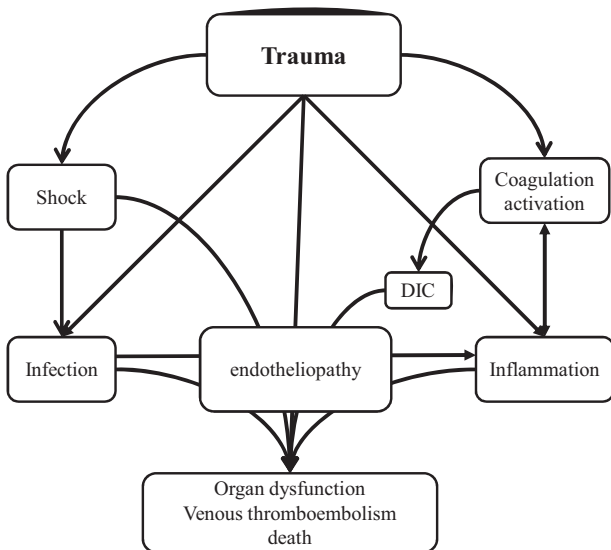 Trauma
Shock
Coagulation
activation
DIC
Infection
endotheliopathy
Inflammation
Organ dysfunction
Venous thromboembolism
death